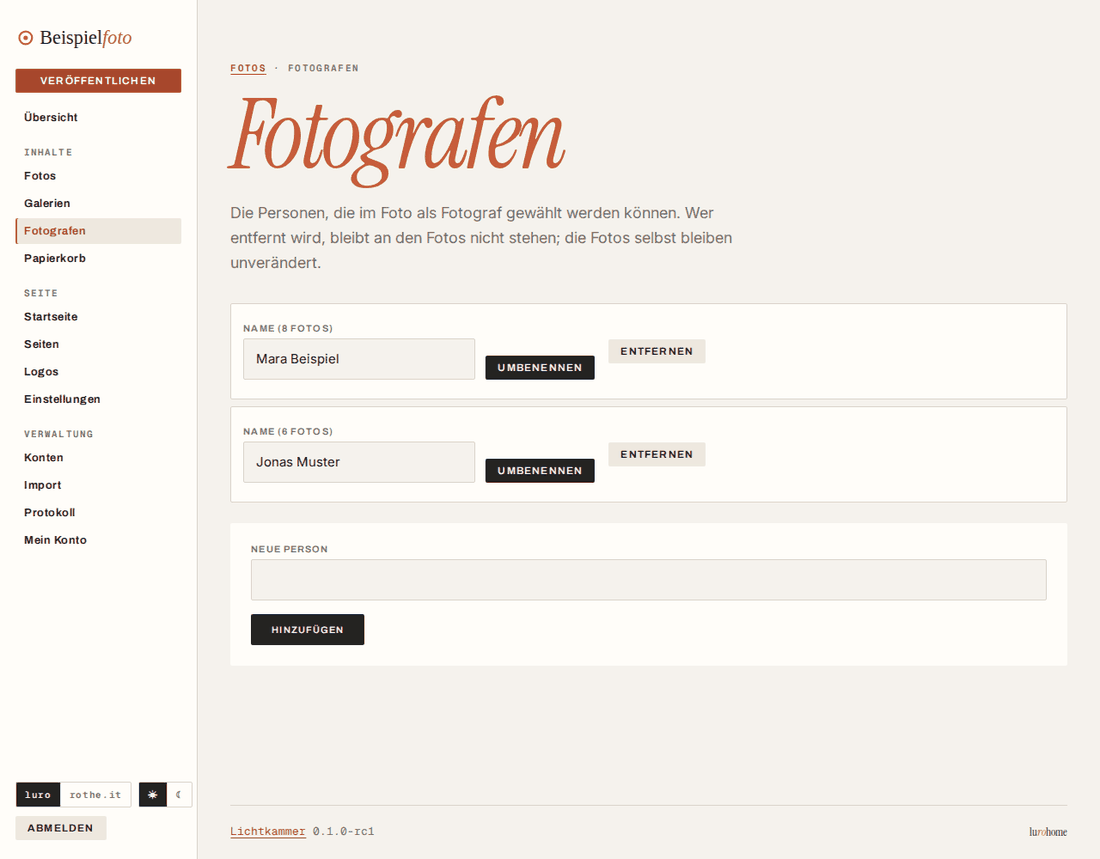 Beispielfoto
VERÖFFENTLICHEN
Übersicht
INHALTE
Fotos
Galerien
Fotografen
Papierkorb
SEITE
Startseite
Seiten
Logos
Einstellungen
VERWALTUNG
Konten
Import
Protokoll
Mein Konto
luro rothe.it
ABMELDEN
FOTOS · FOTOGRAFEN
Fotografen
Die Personen, die im Foto als Fotograf gewählt werden können. Wer
entfernt wird, bleibt an den Fotos nicht stehen; die Fotos selbst bleiben
unverändert.
NAME (8 FOTOS)
Mara Beispiel UMBENENNEN ENTFERNEN
NAME (6 FOTOS)
Jonas Muster UMBENENNEN ENTFERNEN
NEUE PERSON
HINZUFÜGEN
Lichtkammer 0.1.0-rc1
lurohome